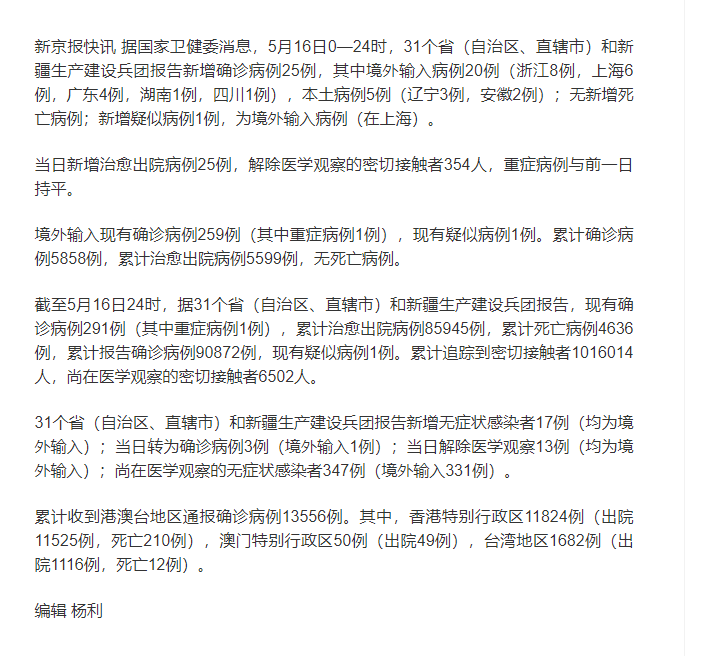 新京报快讯 据国家卫健委消息，5月16日0—24时，31个省（自治区、直辖市）和新
疆生产建设兵团报告新增确诊病例25例，其中境外输入病例20例（浙江8例，上海6
例，广东4例，湖南1例，四川1例），本土病例5例（辽宁3例，安徽2例）；无新增死
亡病例；新增疑似病例1例，为境外输入病例（在上海）。
当日新增治愈出院病例25例，解除医学观察的密切接触者354人，重症病例与前一日
持平。
境外输入现有确诊病例259例（其中重症病例1例），现有疑似病例1例。累计确诊病
例5858例，累计治愈出院病例5599例，无死亡病例。
截至5月16日24时，据31个省（自治区、直辖市）和新疆生产建设兵团报告，现有确
诊病例291例（其中重症病例1例），累计治愈出院病例85945例，累计死亡病例4636
例，累计报告确诊病例90872例，现有疑似病例1例。累计追踪到密切接触者1016014
人，尚在医学观察的密切接触者6502人。
31个省（自治区、直辖市）和新疆生产建设兵团报告新增无症状感染者17例（均为境
外输入）；当日转为确诊病例3例（境外输入1例）；当日解除医学观察13例（均为境
外输入）；尚在医学观察的无症状感染者347例（境外输入331例）。
累计收到港澳台地区通报确诊病例13556例。其中，香港特别行政区11824例（出院
11525例，死亡210例），澳门特别行政区50例（出院49例），台湾地区1682例（出
院1116例，死亡12例）。
编辑 杨利